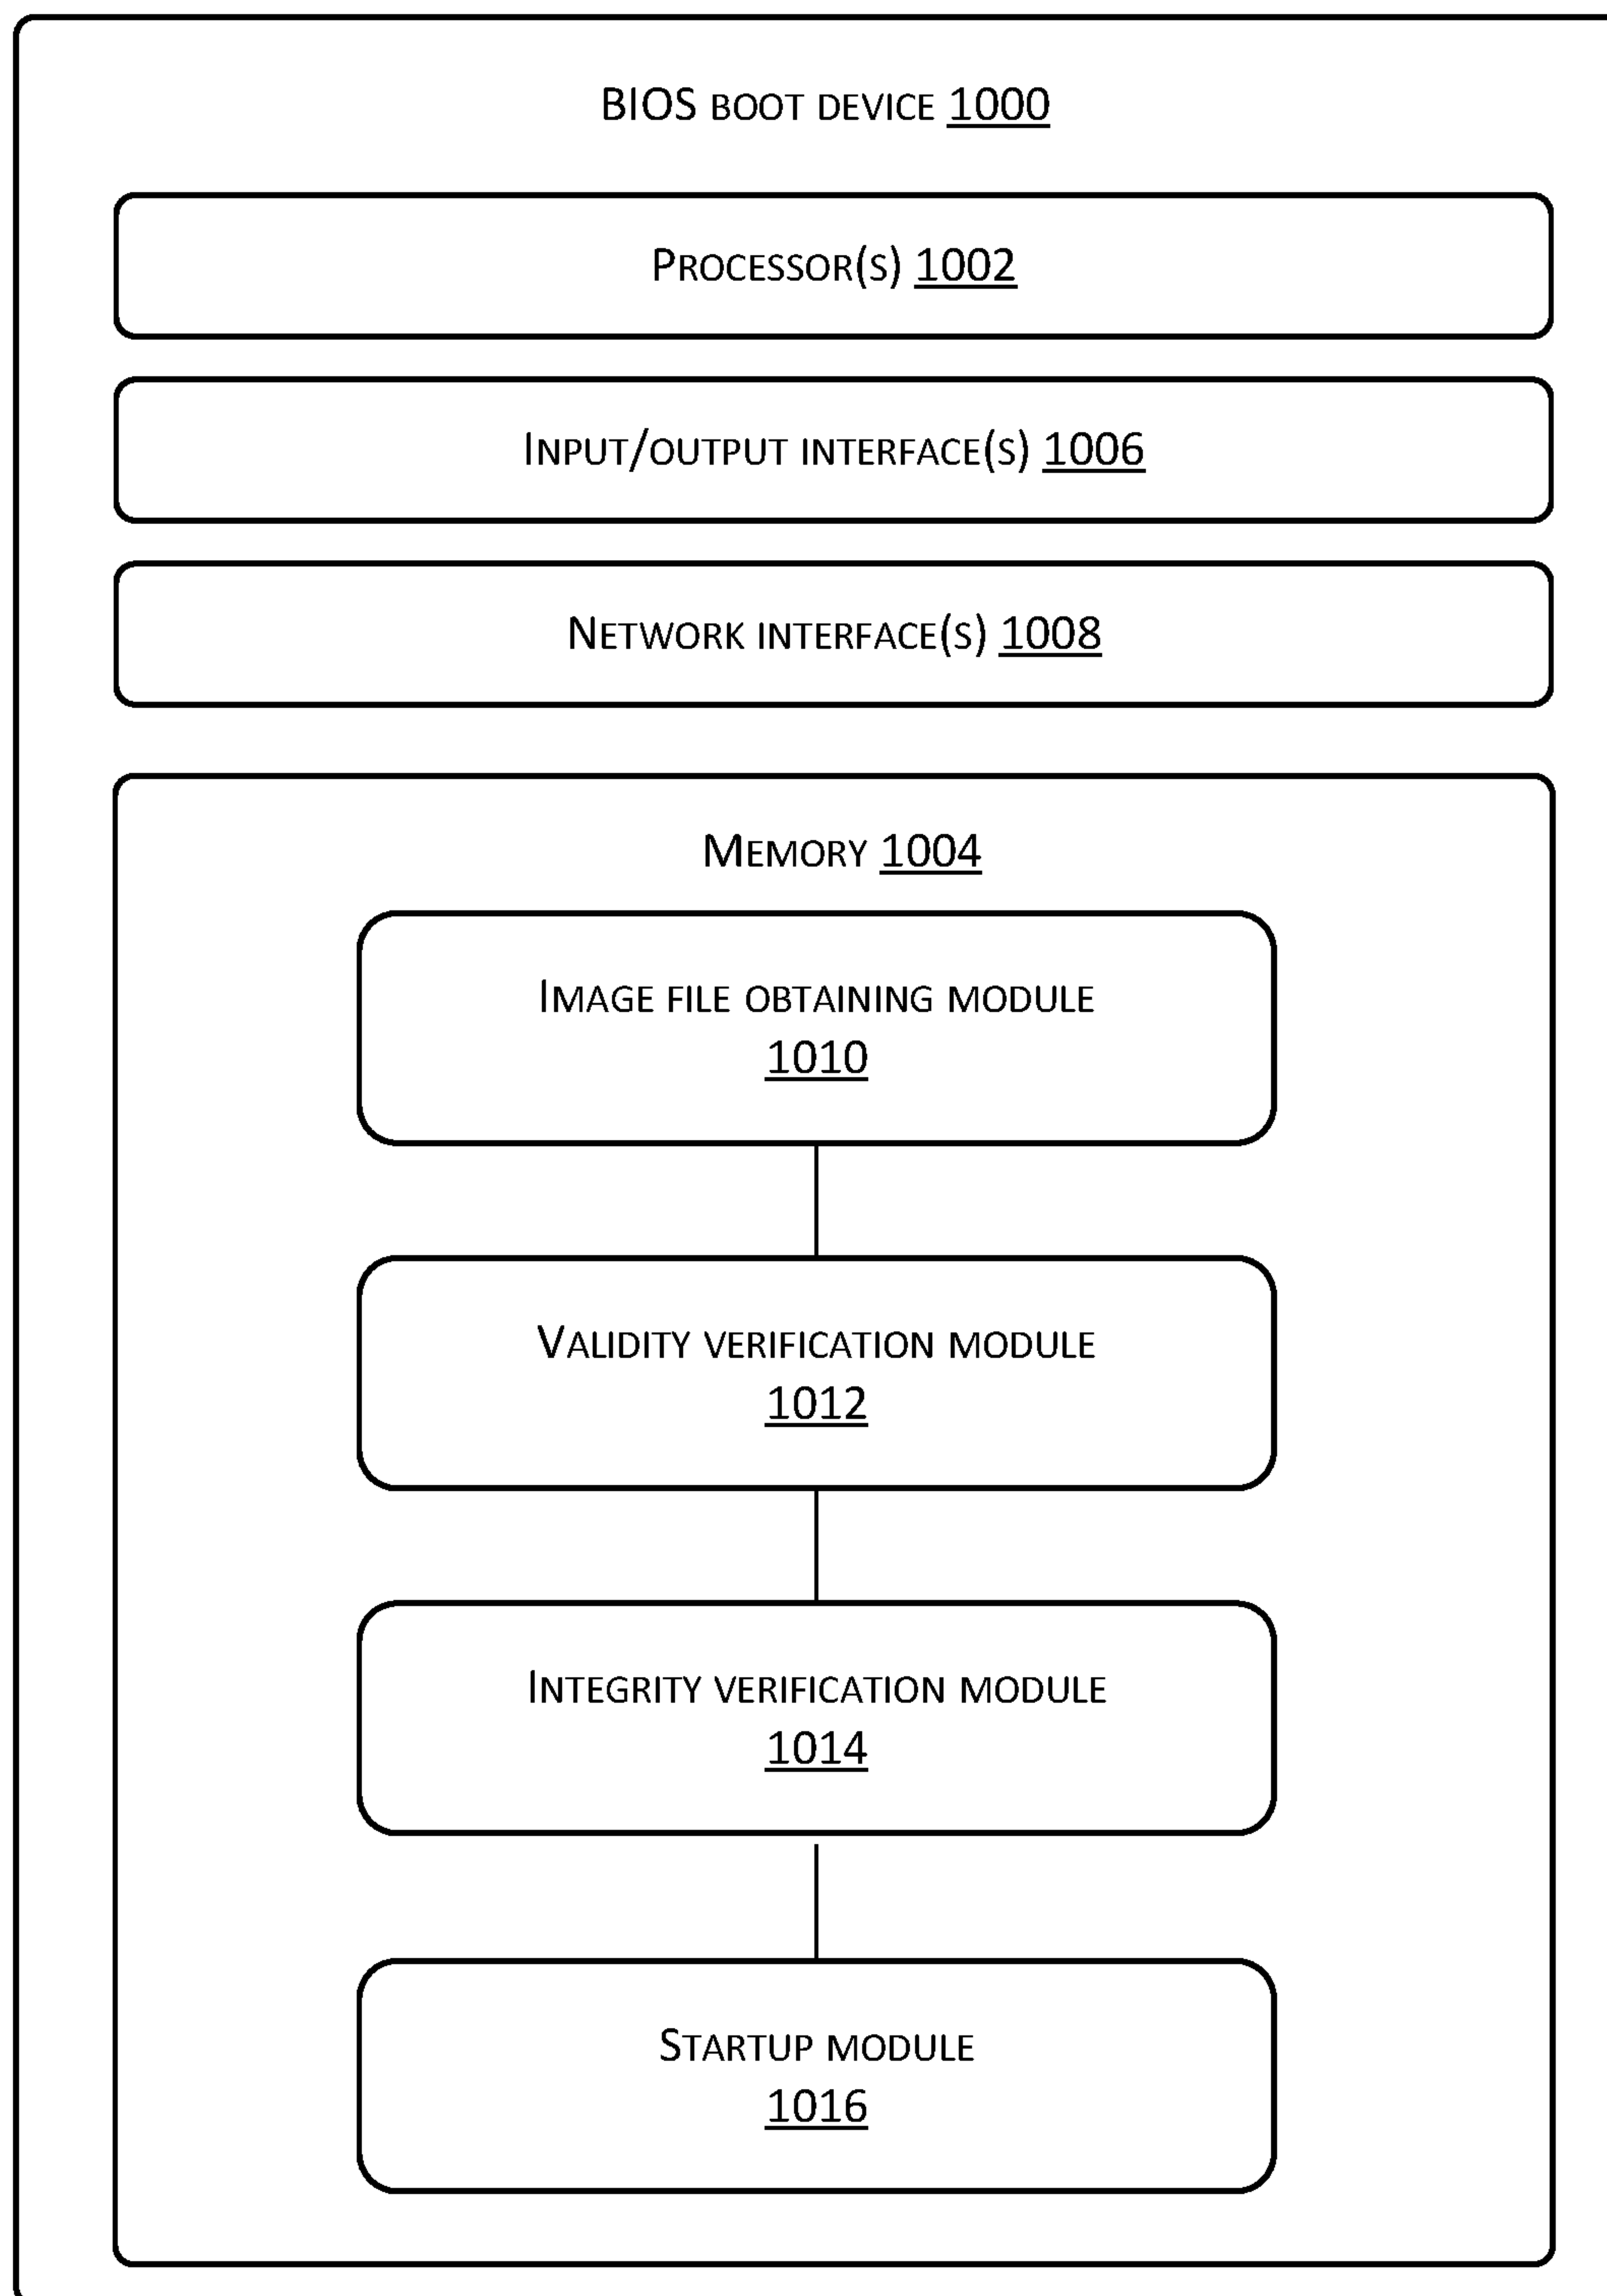 BIOS BOOT DEVICE 1000
PROCESSOR(S) 1002
INPUT/OUTPUT INTERFACE(S) 1006
NETWORK INTERFACE(S) 1008
MEMORY 1004
IMAGE FILE OBTAINING MODULE
1010
VALIDITY VERIFICATION MODULE
1012
INTEGRITY VERIFICATION MODULE
1014
STARTUP MODULE
1016